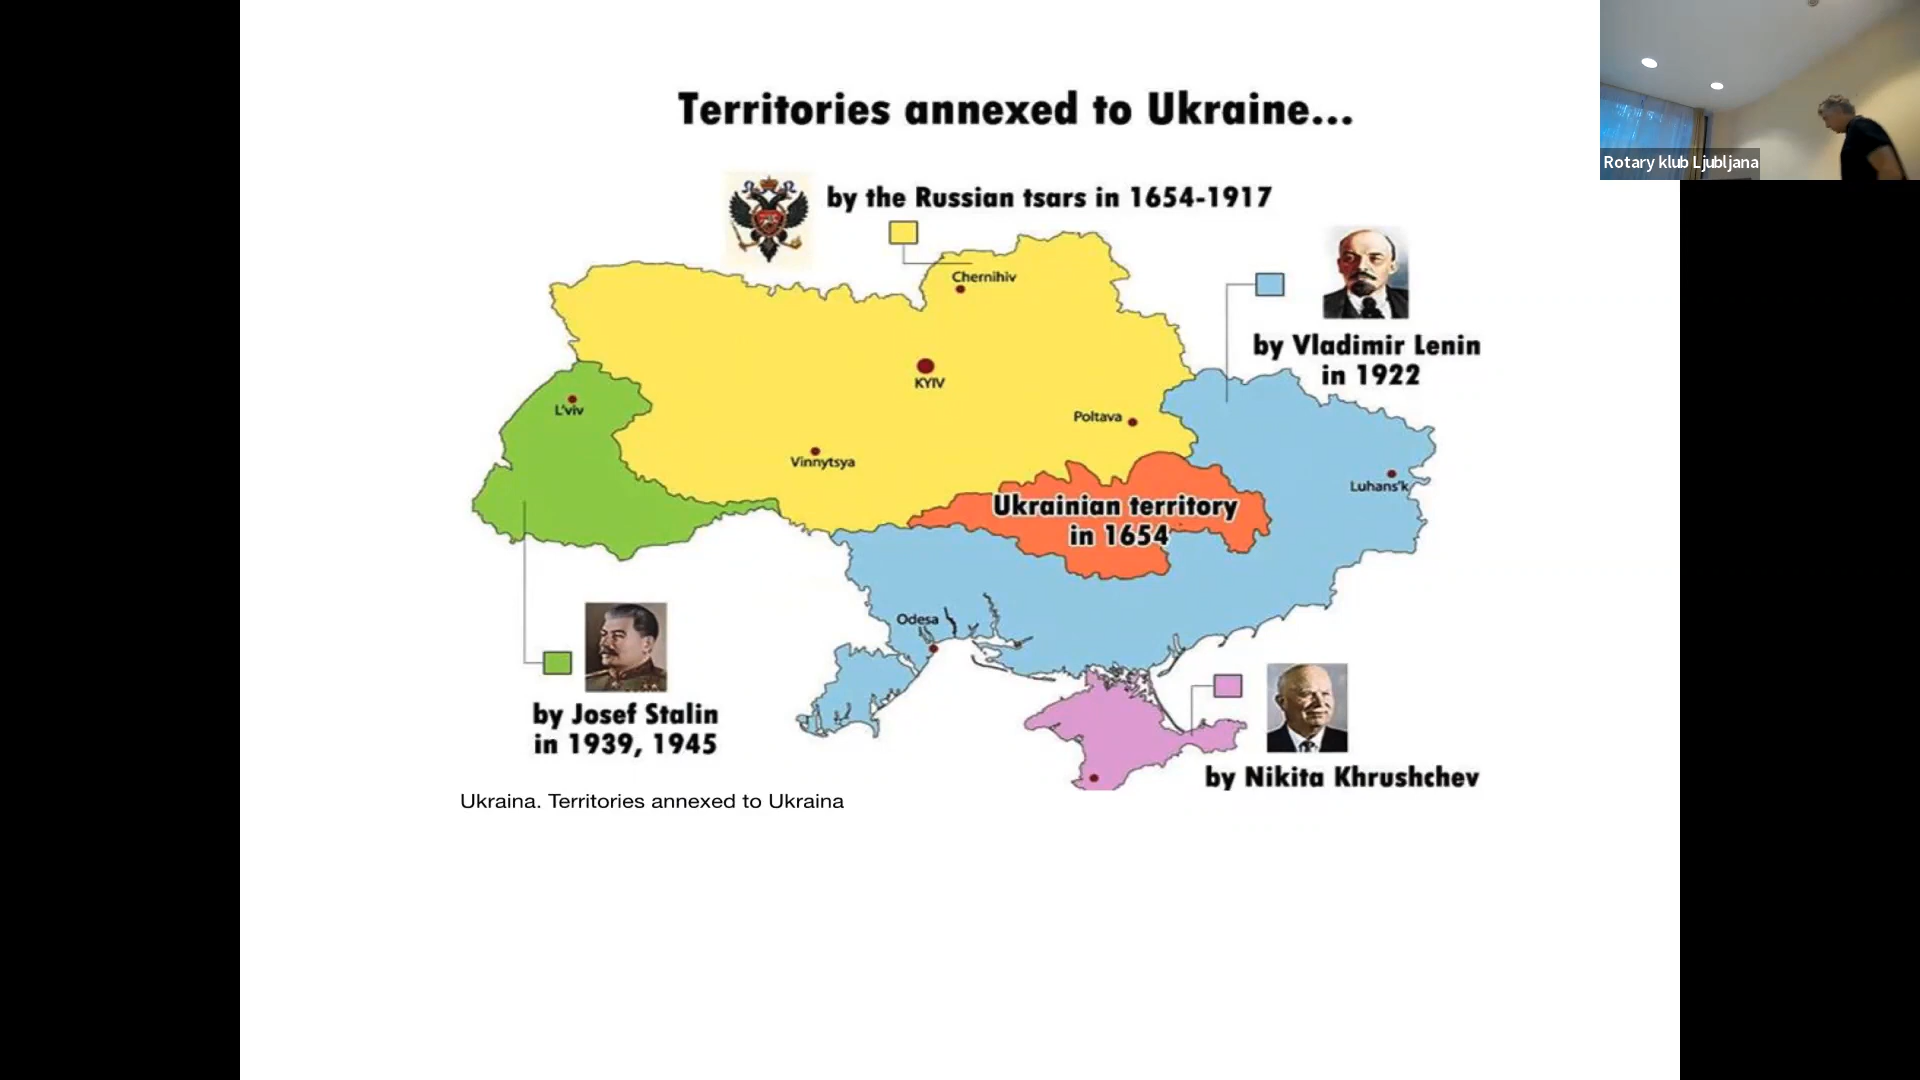 Territories annexed to Ukraine...
by the Russian tsars in 1654-1917
Rotary klub Ljubljana
Chernihiv
by Vladimir Lenin
in 1922
KYIV
L'viv
Poltava
Vinnytsya
Luhans'k
Ukrainian territory
in 1654
Odesa
by Josef Stalin
in 1939, 1945
by Nikita Khrushchev
Ukraina. Territories annexed to Ukraina